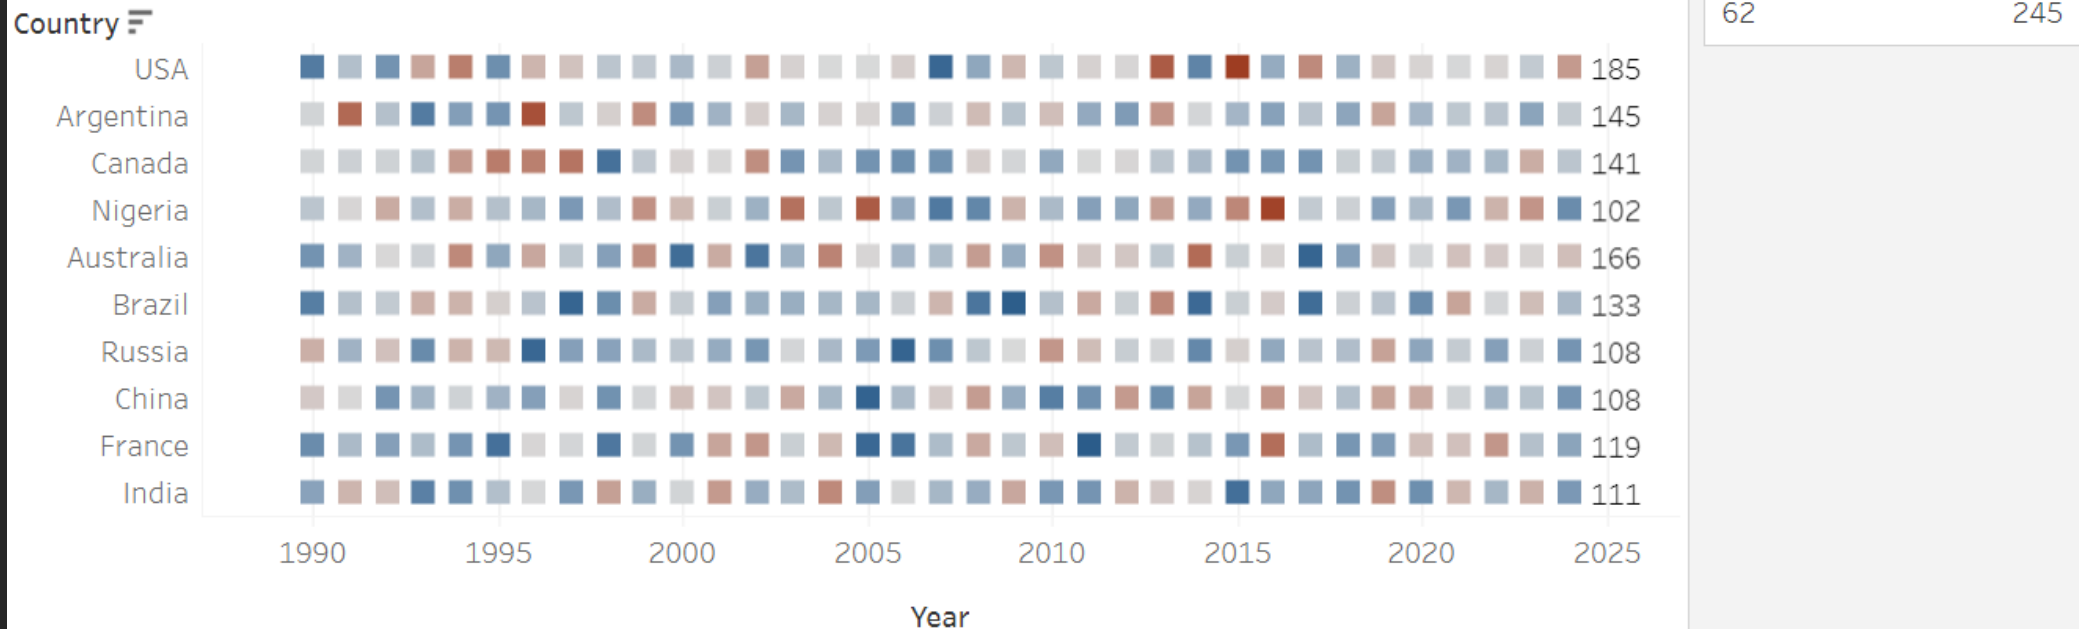 Country
62 245
USA 185
Argentina 145
Canada 141
Nigeria 102
Australia 166
Brazil 133
Russia 108
China 108
France 119
India 111
1990 1995 2000 2005 2010 2015 2020 2025
Year